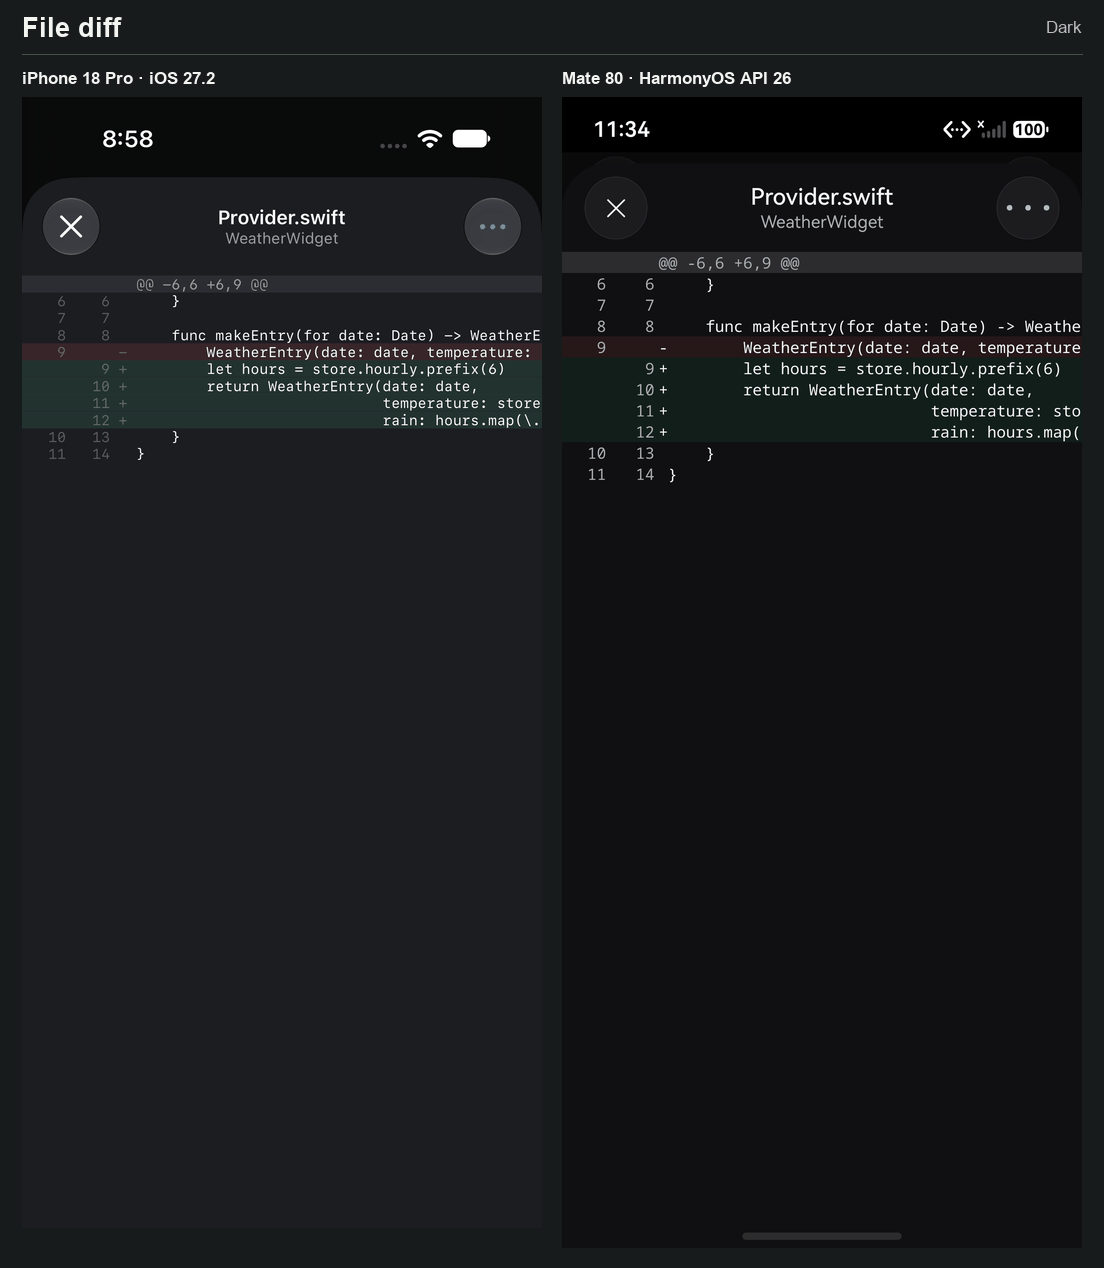 File diff
Dark
iPhone 18 Pro · iOS 27.2
8:58
Provider.swift
WeatherWidget
@@ −6,6 +6,9 @@
6 6 }
7 7
8 8 func makeEntry(for date: Date) −> WeatherE
9 − WeatherEntry(date: date, temperature:
9 + let hours = store.hourly.prefix(6)
10 + return WeatherEntry(date: date,
11 + temperature: store
12 + rain: hours.map(\.
10 13 }
11 14 }
Mate 80 · HarmonyOS API 26
11:34
100
Provider.swift
WeatherWidget
@@ -6,6 +6,9 @@
6 6 }
7 7
8 8 func makeEntry(for date: Date) -> Weathe
9 - WeatherEntry(date: date, temperature
9 + let hours = store.hourly.prefix(6)
10 + return WeatherEntry(date: date,
11 + temperature: sto
12 + rain: hours.map(
10 13 }
11 14 }